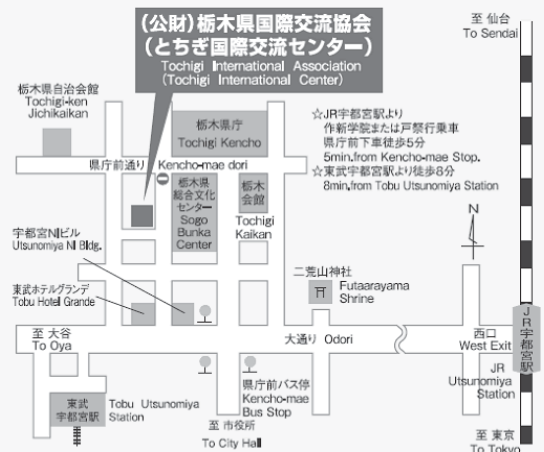 (公財)栃木県国際交流協会
(とちぎ国際交流センター)
Tochigi International Association
(Tochigi International Center)
至 仙台
To Sendai
栃木県自治会館
Tochigi-ken
Jichikaikan
栃木県庁
Tochigi Kencho
☆JR宇都宮駅より
作新学院または戸祭行乗車
県庁前下車徒歩5分
5min.from Kencho-mae Stop.
☆東武宇都宮駅より徒歩8分
8min.from Tobu Utsunomiya Station
県庁前通り Kencho-mae dori
栃木県
総合文化
センター
Sogo
Bunka
Center
栃木
会館
Tochigi
Kaikan
N
宇都宮NIビル
Utsunomiya NI Bldg.
東武ホテルグランデ
Tobu Hotell Grande
二荒山神社
Futaarayama
Shrine
至 大谷
To Oya
大通り Odori
西口
West Exit
JR宇都宮駅
JR
Utsunomiya
Station
東武
宇都宮駅
Tobu Utsunomiya
Station
県庁前バス停
Kencho-mae
Bus Stop
至 市役所
To City Hall
至 東京
To Tokyo